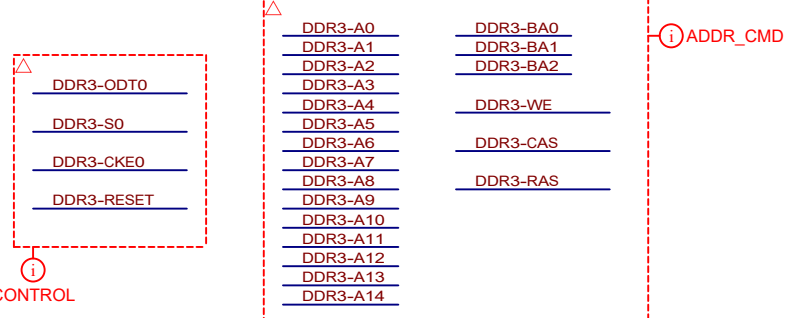 DDR3-ODT0
DDR3-S0
DDR3-CKE0
DDR3-RESET
i
CONTROL
DDR3-A0
DDR3-A1
DDR3-A2
DDR3-A3
DDR3-A4
DDR3-A5
DDR3-A6
DDR3-A7
DDR3-A8
DDR3-A9
DDR3-A10
DDR3-A11
DDR3-A12
DDR3-A13
DDR3-A14
DDR3-BA0
DDR3-BA1
DDR3-BA2
DDR3-WE
DDR3-CAS
DDR3-RAS
i ADDR_CMD